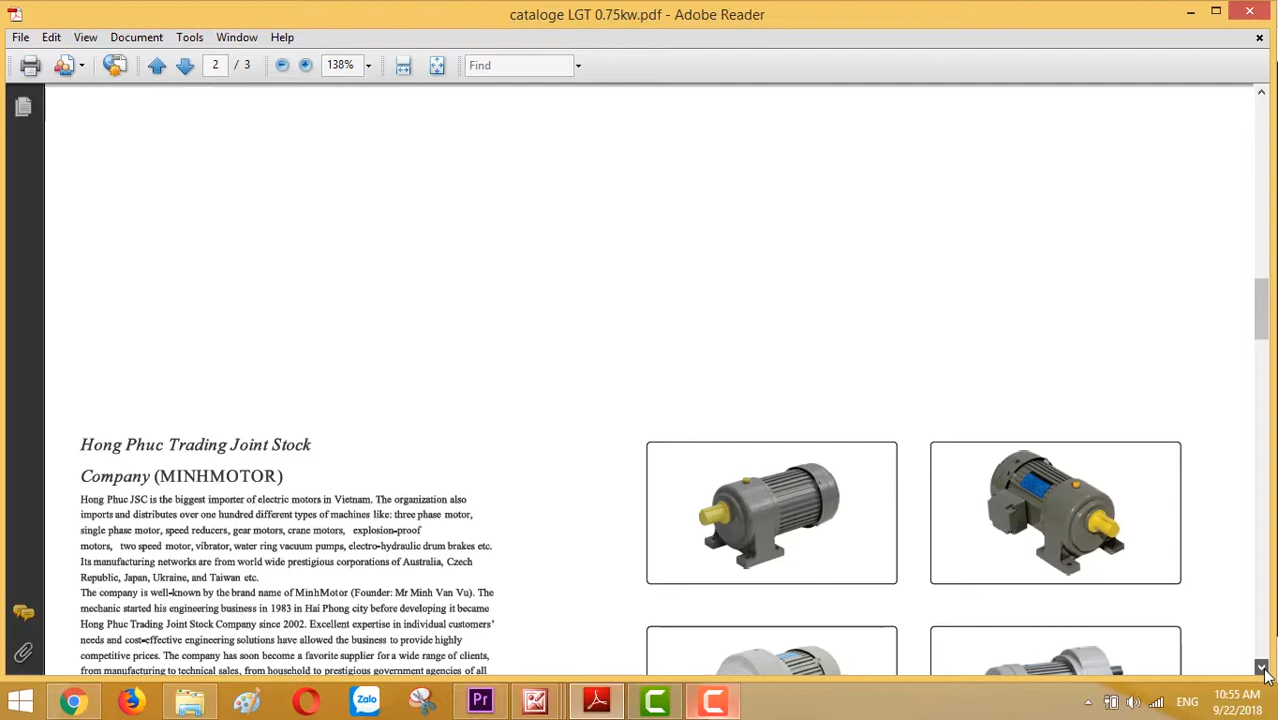 cataloge LGT 0.75kw.pdf - Adobe Reader
File Edit View Document Tools Window Help
2 / 3 138% Find
Hong Phuc Trading Joint Stock
Company (MINHMOTOR)
Hong Phuc JSC is the biggest importer of electric motors in Vietnam. The organization also
imports and distributes over one hundred different types of machines like: three phase motor,
single phase motor, speed reducers, gear motors, crane motors, explosion-proof
motors, two speed motor, vibrator, water ring vacuum pumps, electro-hydraulic drum brakes etc.
Its manufacturing networks are from world wide prestigious corporations of Australia, Czech
Republic, Japan, Ukraine, and Taiwan etc.
The company is well-known by the brand name of MinhMotor (Founder: Mr Minh Van Vu). The
mechanic started his engineering business in 1983 in Hai Phong city before developing it became
Hong Phuc Trading Joint Stock Company since 2002. Excellent expertise in individual customers'
needs and cost-effective engineering solutions have allowed the business to provide highly
competitive prices. The company has soon become a favorite supplier for a wide range of clients,
from manufacturing to technical sales, from household to prestigious government agencies of all
Zalo
Pr
ENG
10:55 AM
9/22/2018